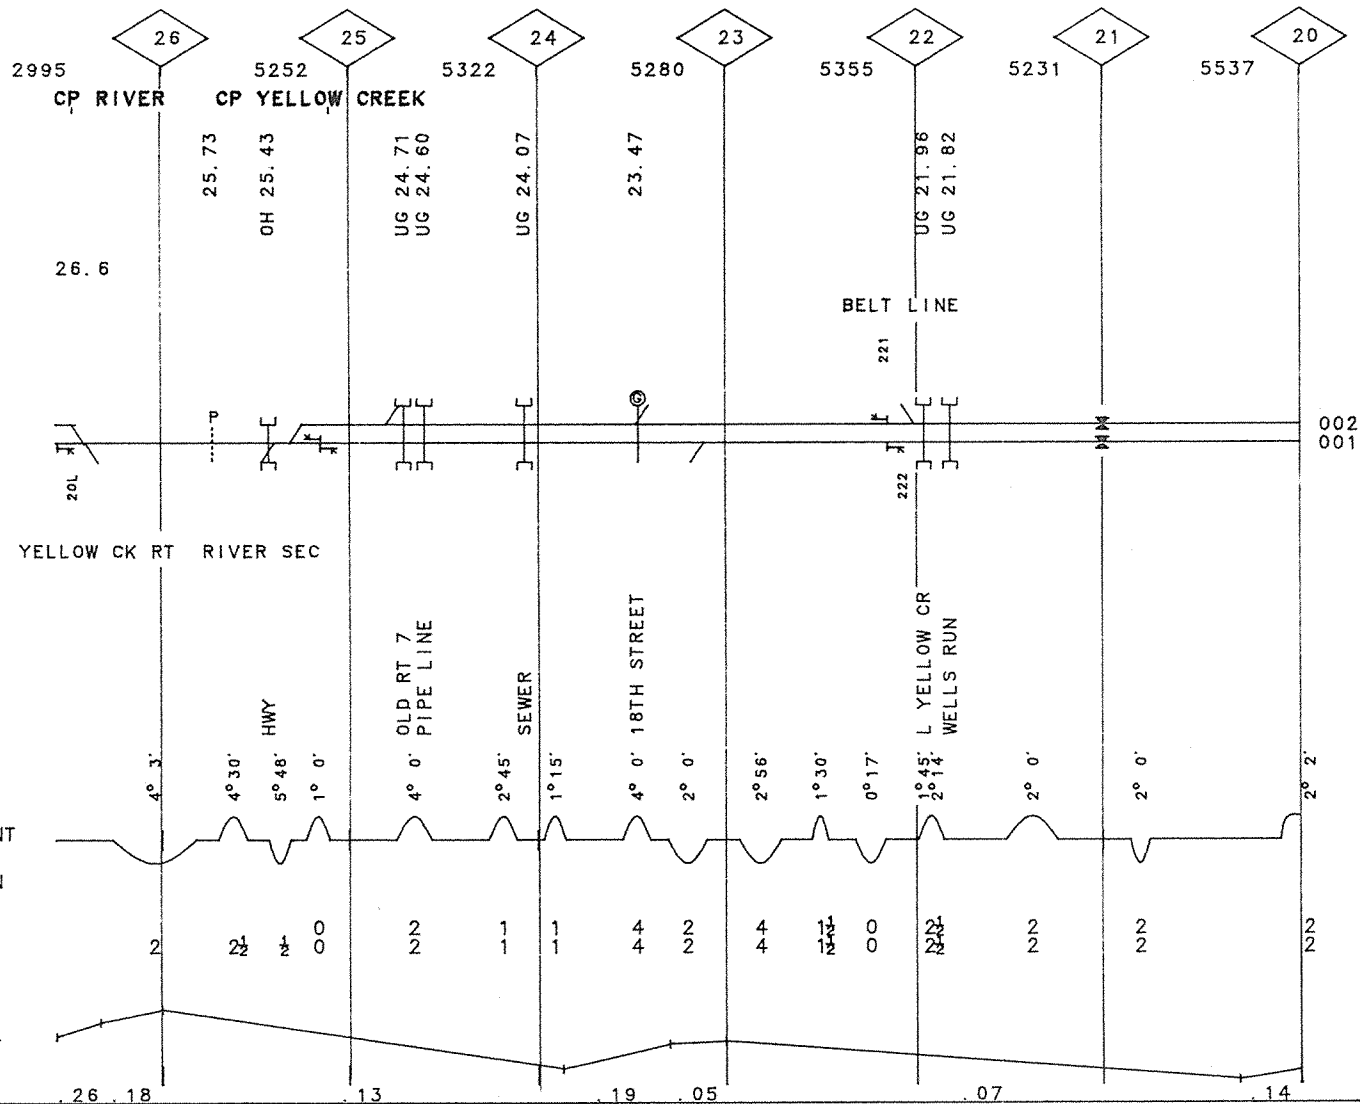 26 25 24 23 22 21 20
2995 5252 5322 5280 5355 5231 5537
CP RIVER CP YELLOW CREEK
25.73
OH 25.43
UG 24.71
UG 24.60
UG 24.07
23.47
UG 21.96
UG 21.82
26.6
BELT LINE
221
P
G
002
001
20L
222
YELLOW CK RT RIVER SEC
HWY
OLD RT 7
PIPE LINE
SEWER
18TH STREET
L YELLOW CR
WELLS RUN
4° 3' 4°30' 5°48' 1° 0' 4° 0' 2°45' 1°15' 4° 0' 2° 0' 2°56' 1°30' 0°17' 1°45' 2°14' 2° 0' 2° 0' 2° 2'
NT
N
0 2 1 1 4 2 4 1½ 0 2½ 2 2 2
2 2½ ½ 0 2 1 1 4 2 4 1½ 0 2½ 2 2 2
.26 .18 .13 .19 .05 .07 .14